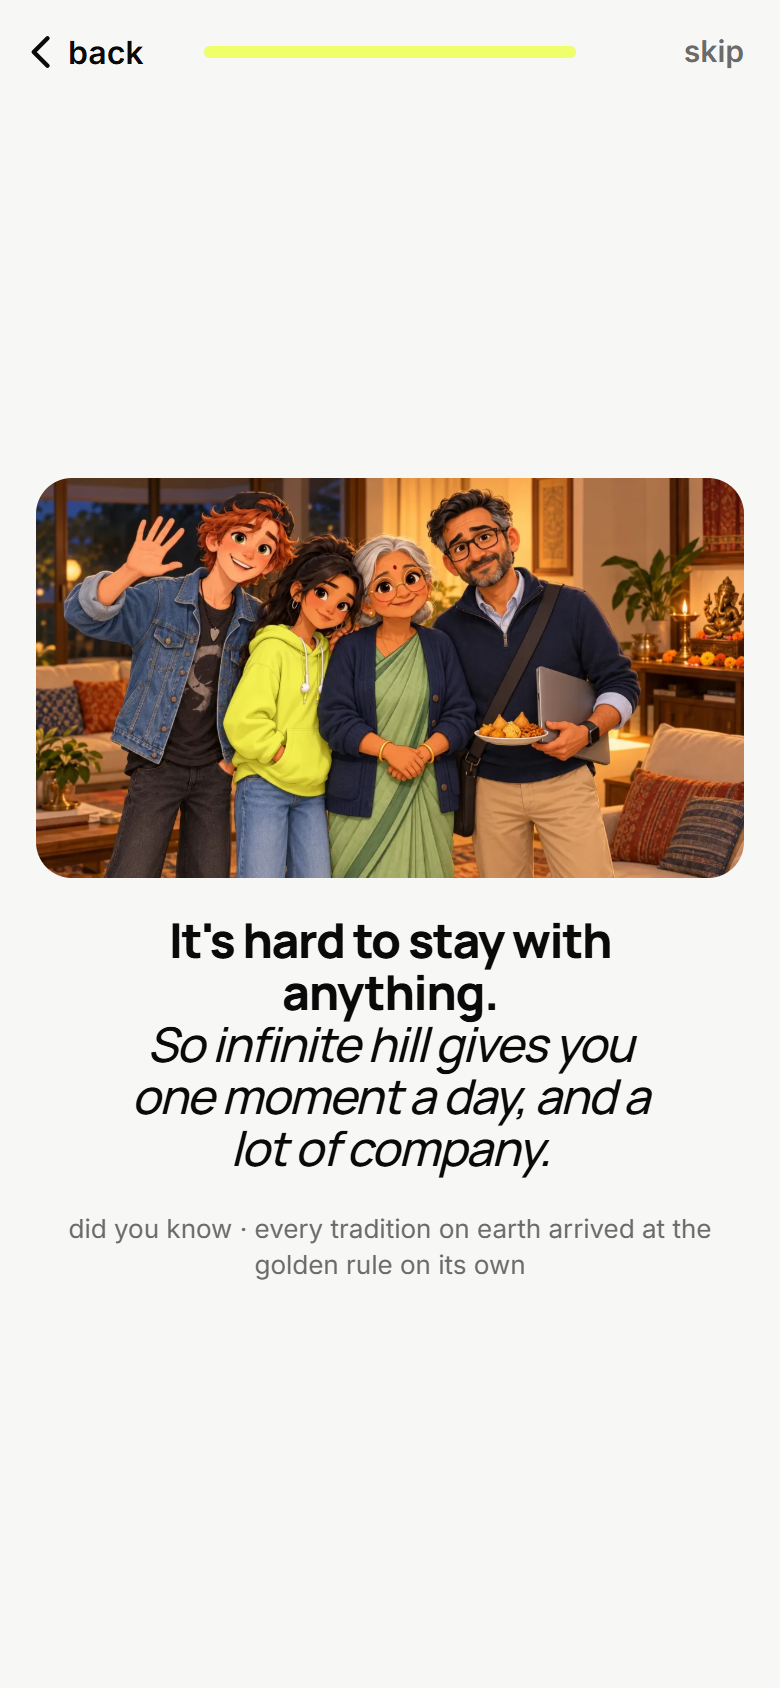 back
skip
It's hard to stay with
anything.
So infinite hill gives you
one moment a day, and a
lot of company.
did you know · every tradition on earth arrived at the
golden rule on its own